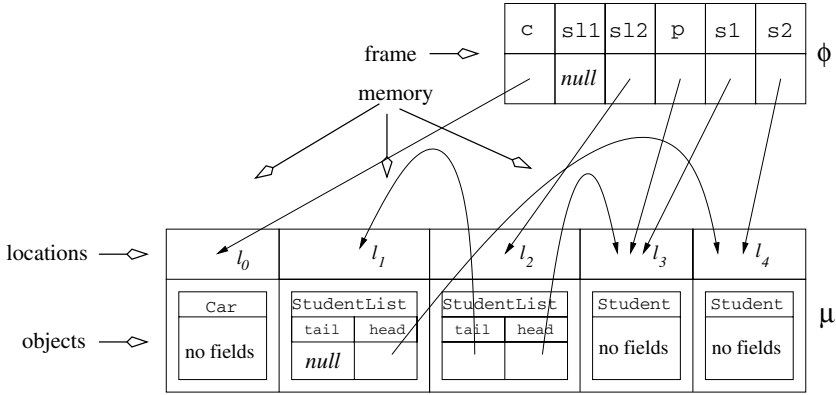 c sl1 sl2 p s1 s2
frame
ϕ
null
memory
locations
l0 l1 l2 l3 l4
Car StudentList StudentList Student Student
μ
tail head tail head
objects
no fields null no fields no fields